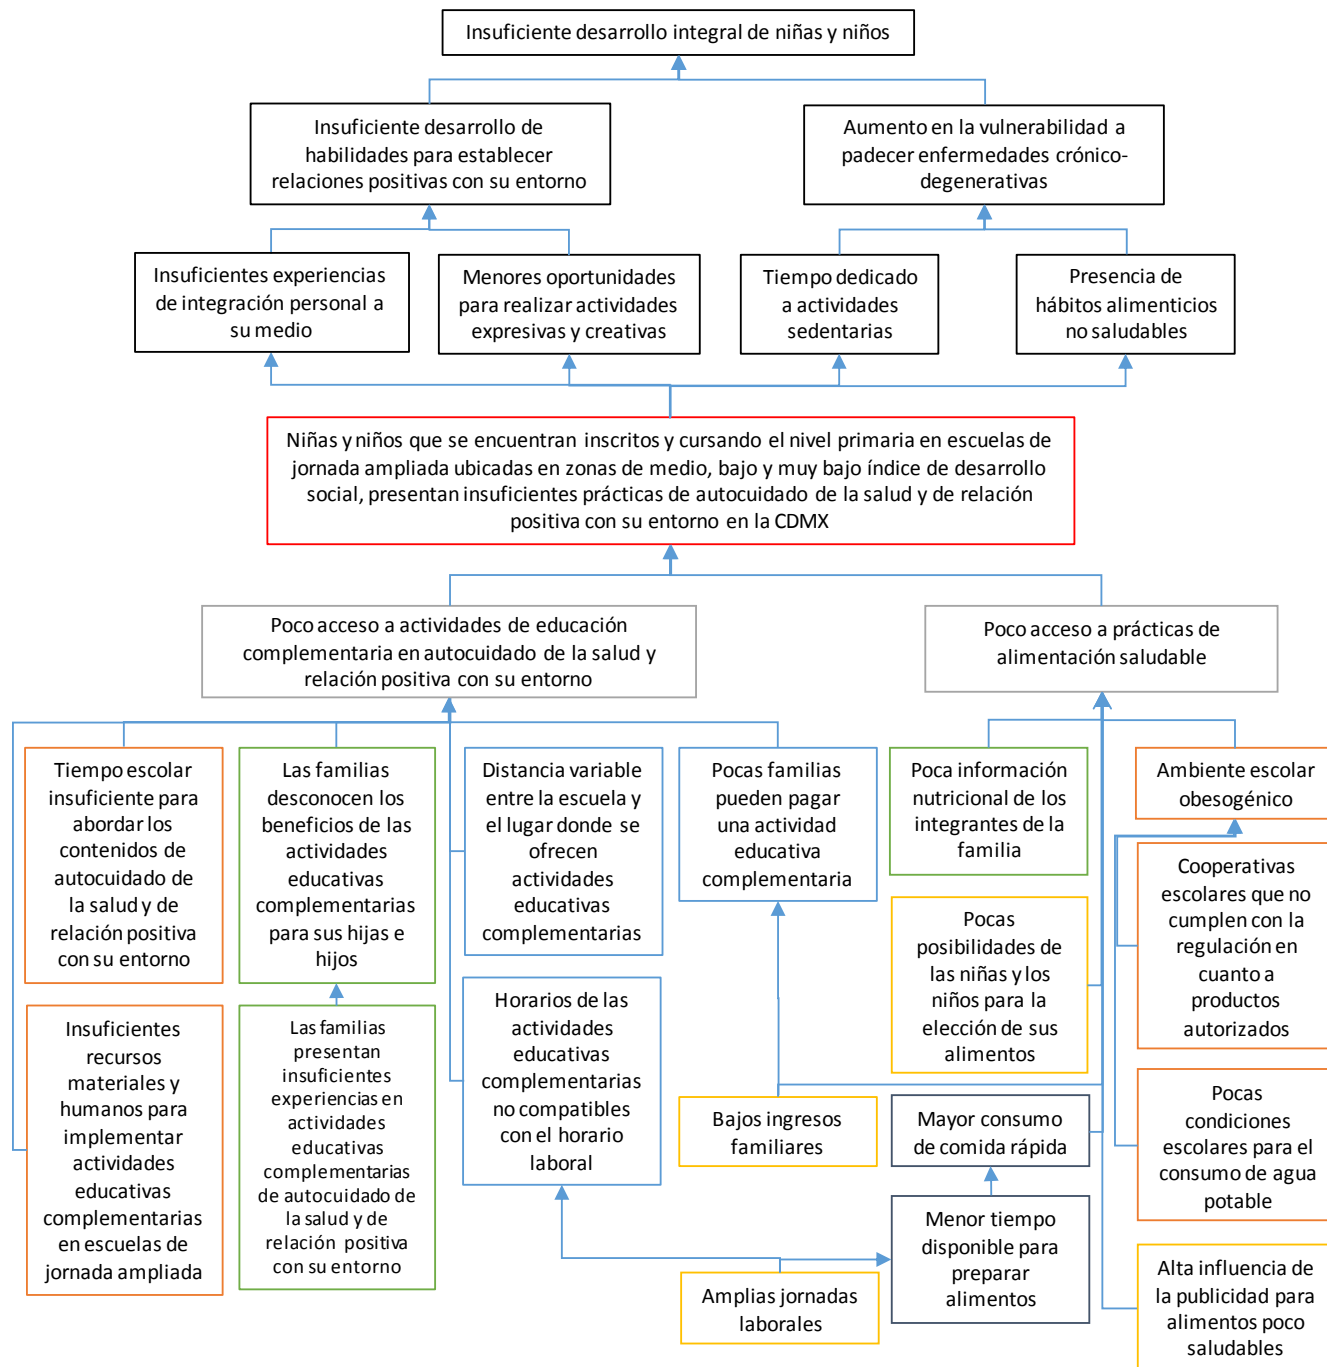 Insuficiente desarrollo integral de niñas y niños
Insuficiente desarrollo de
habilidades para establecer
relaciones positivas con su entorno
Aumento en la vulnerabilidad a
padecer enfermedades crónico-
degenerativas
Insuficientes experiencias
de integración personal a
su medio
Menores oportunidades
para realizar actividades
expresivas y creativas
Tiempo dedicado
a actividades
sedentarias
Presencia de
hábitos alimenticios
no saludables
Niñas y niños que se encuentran inscritos y cursando el nivel primaria en escuelas de
jornada ampliada ubicadas en zonas de medio, bajo y muy bajo índice de desarrollo
social, presentan insuficientes prácticas de autocuidado de la salud y de relación
positiva con su entorno en la CDMX
Poco acceso a actividades de educación
complementaria en autocuidado de la salud y
relación positiva con su entorno
Poco acceso a prácticas de
alimentación saludable
Tiempo escolar
insuficiente para
abordar los
contenidos de
autocuidado de
la salud y de
relación positiva
con su entorno
Las familias
desconocen los
beneficios de las
actividades
educativas
complementarias
para sus hijas e
hijos
Distancia variable
entre la escuela y
el lugar donde se
ofrecen
actividades
educativas
complementarias
Pocas familias
pueden pagar
una actividad
educativa
complementaria
Poca información
nutricional de los
integrantes de la
familia
Ambiente escolar
obesogénico
Cooperativas
escolares que no
cumplen con la
regulación en
cuanto a
productos
autorizados
Pocas
posibilidades de
las niñas y los
niños para la
elección de sus
alimentos
Insuficientes
recursos
materiales y
humanos para
implementar
actividades
educativas
complementarias
en escuelas de
jornada ampliada
Las familias
presentan
insuficientes
experiencias en
actividades
educativas
complementarias
de autocuidado de
la salud y de
relación positiva
con su entorno
Horarios de las
actividades
educativas
complementarias
no compatibles
con el horario
laboral
Bajos ingresos
familiares
Mayor consumo
de comida rápida
Pocas
condiciones
escolares para el
consumo de agua
potable
Menor tiempo
disponible para
preparar
alimentos
Amplias jornadas
laborales
Alta influencia de
la publicidad para
alimentos poco
saludables